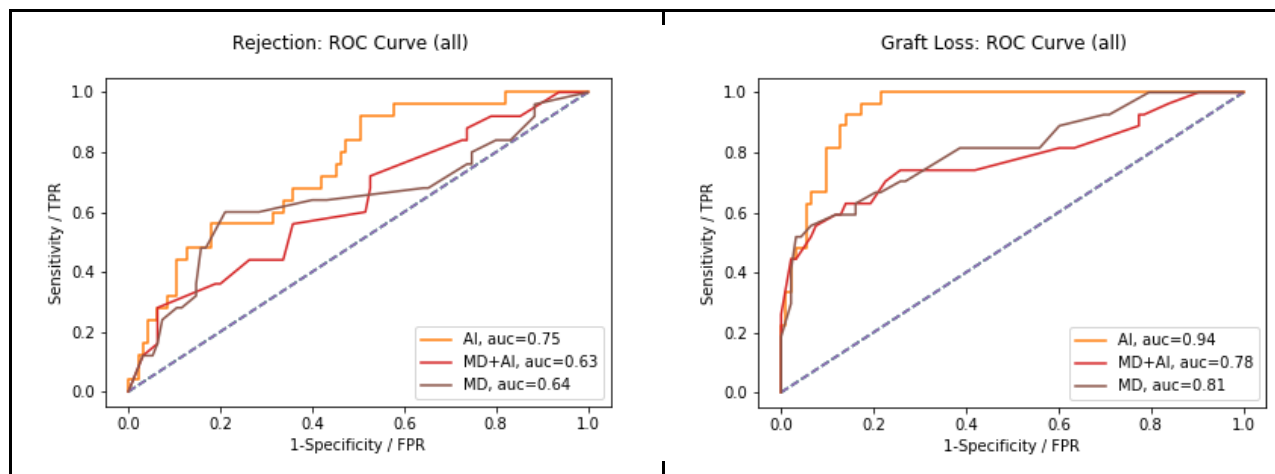 Rejection: ROC Curve (all)
Sensitivity / TPR
1.0
0.8
0.6
0.4
0.2
0.0
AI, auc=0.75
MD+AI, auc=0.63
MD, auc=0.64
0.0 0.2 0.4 0.6 0.8 1.0
1-Specificity / FPR
Graft Loss: ROC Curve (all)
Sensitivity / TPR
1.0
0.8
0.6
0.4
0.2
0.0
AI, auc=0.94
MD+AI, auc=0.78
MD, auc=0.81
0.0 0.2 0.4 0.6 0.8 1.0
1-Specificity / FPR